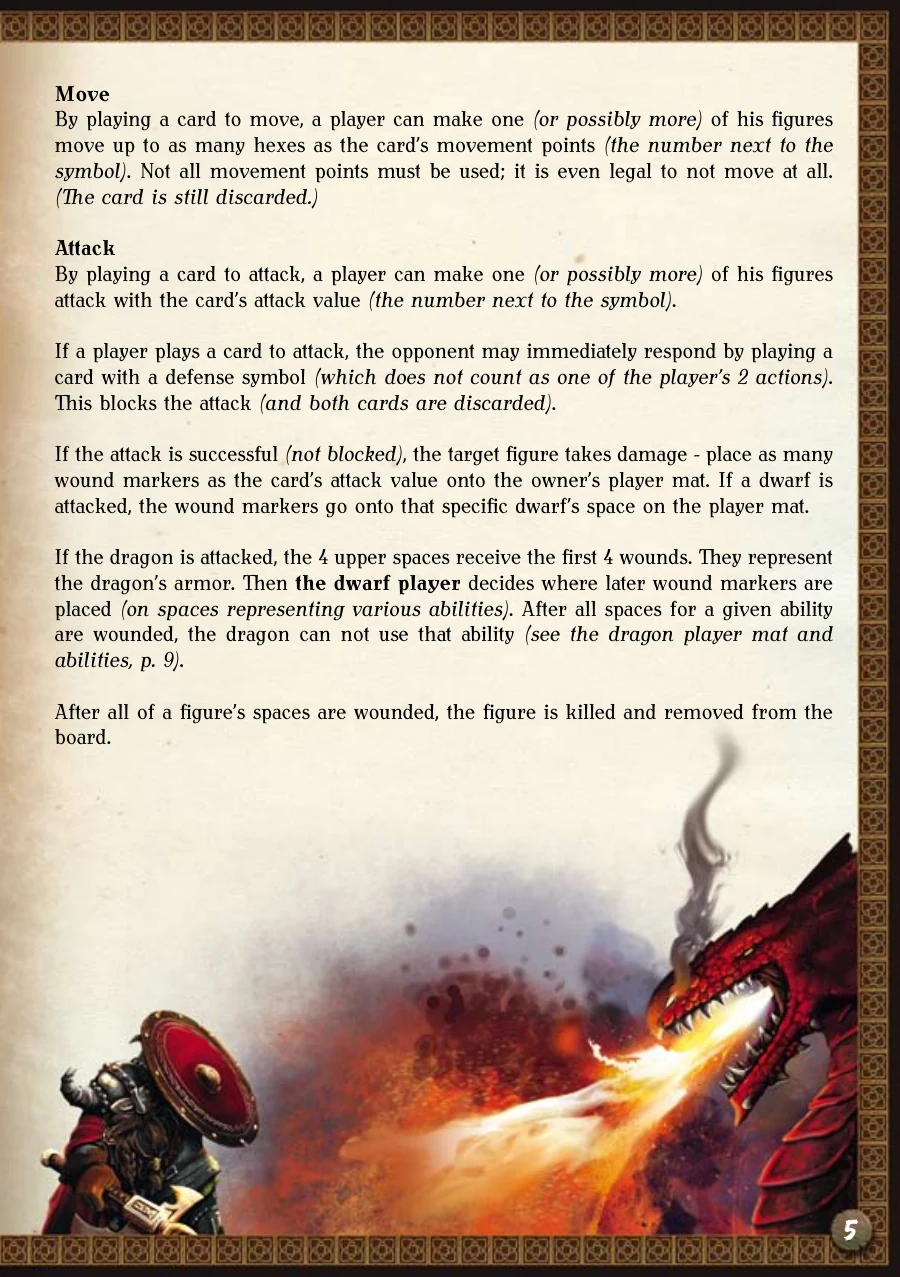 Move
By playing a card to move, a player can make one (or possibly more) of his figures
move up to as many hexes as the card's movement points (the number next to the
symbol). Not all movement points must be used; it is even legal to not move at all.
(The card is still discarded.)
Attack
By playing a card to attack, a player can make one (or possibly more) of his figures
attack with the card's attack value (the number next to the symbol).
If a player plays a card to attack, the opponent may immediately respond by playing a
card with a defense symbol (which does not count as one of the player's 2 actions).
This blocks the attack (and both cards are discarded).
If the attack is successful (not blocked), the target figure takes damage - place as many
wound markers as the card's attack value onto the owner's player mat. If a dwarf is
attacked, the wound markers go onto that specific dwarf's space on the player mat.
If the dragon is attacked, the 4 upper spaces receive the first 4 wounds. They represent
the dragon's armor. Then the dwarf player decides where later wound markers are
placed (on spaces representing various abilities). After all spaces for a given ability
are wounded, the dragon can not use that ability (see the dragon player mat and
abilities, p. 9).
After all of a figure's spaces are wounded, the figure is killed and removed from the
board.
5